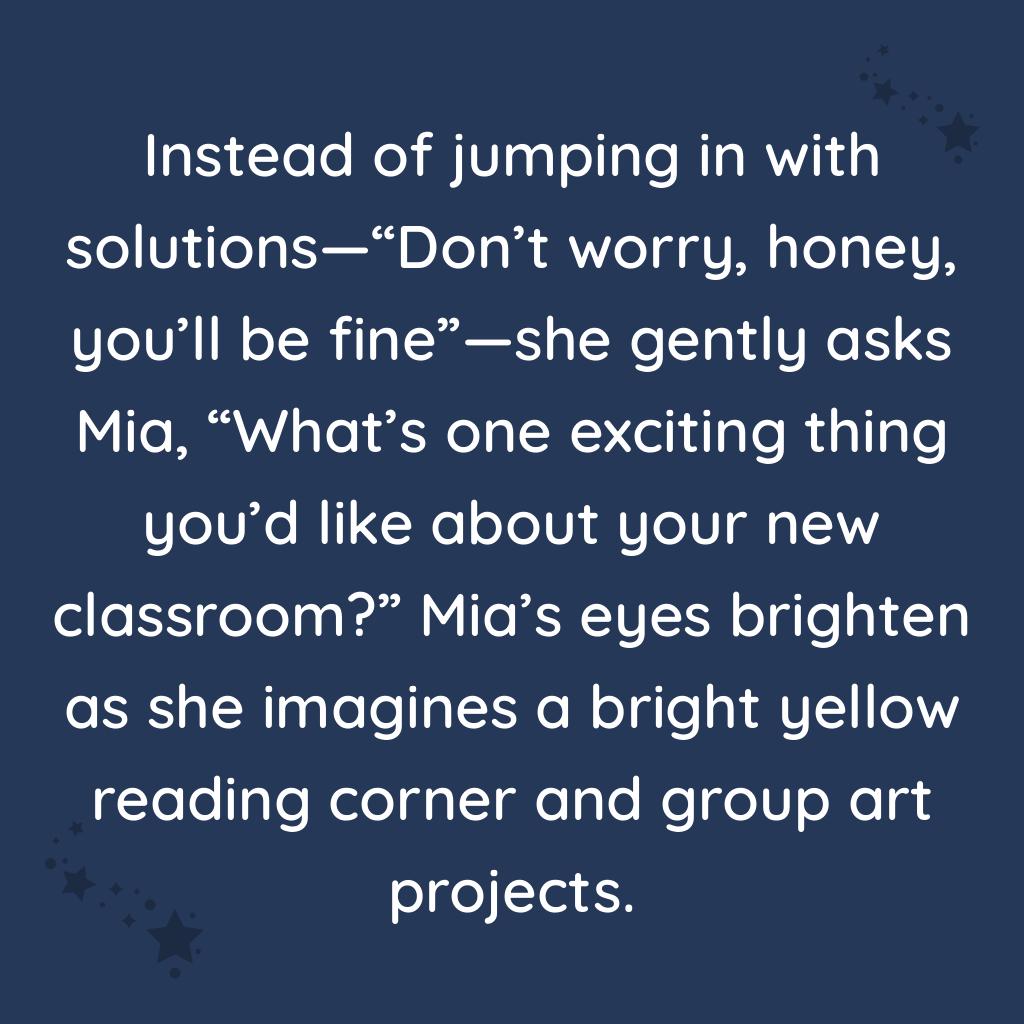 Instead of jumping in with
solutions—“Don’t worry, honey,
you’ll be fine”—she gently asks
Mia, “What’s one exciting thing
you’d like about your new
classroom?” Mia’s eyes brighten
as she imagines a bright yellow
reading corner and group art
projects.